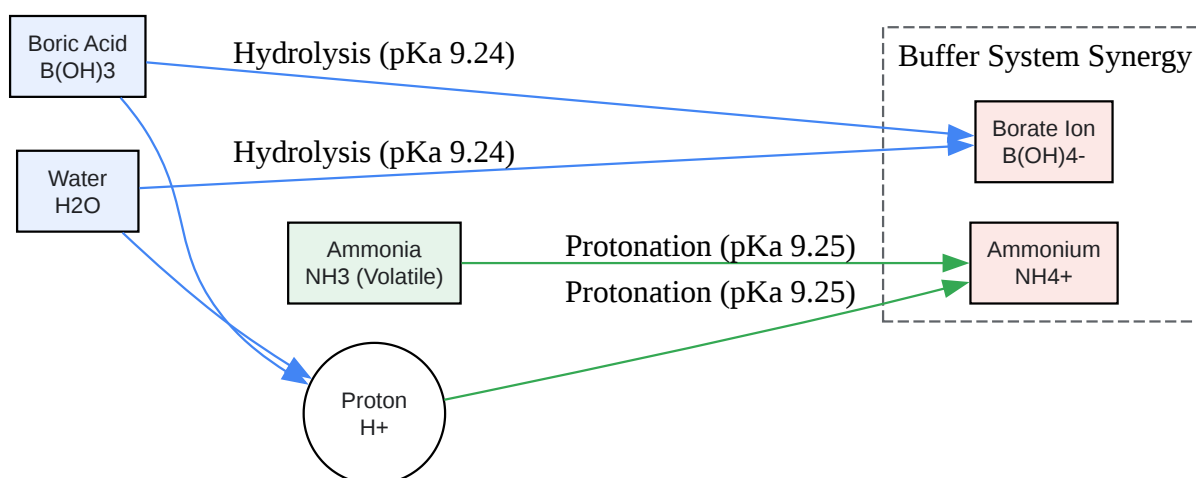 Boric Acid
B(OH)3
Hydrolysis (pKa 9.24)
Buffer System Synergy
Borate Ion
B(OH)4-
Water
H2O
Hydrolysis (pKa 9.24)
Ammonia
NH3 (Volatile)
Protonation (pKa 9.25)
Protonation (pKa 9.25)
Ammonium
NH4+
Proton
H+